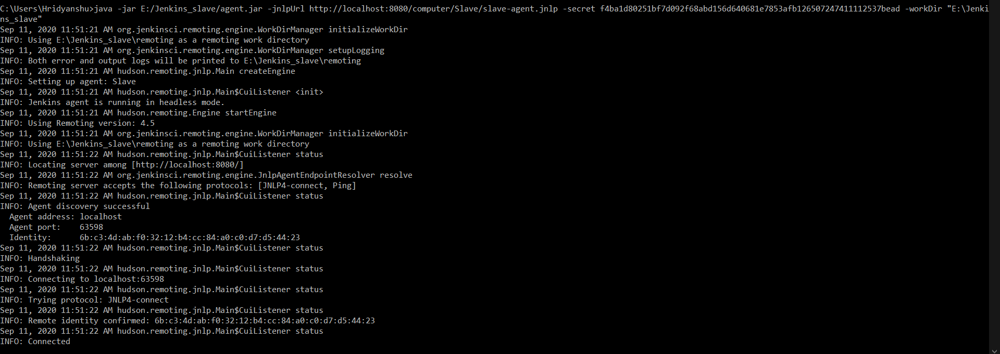 C:\Users\Hridyanshu>java -jar E:/Jenkins_slave/agent.jar -jnlpUrl http://localhost:8080/computer/Slave/slave-agent.jnlp -secret f4ba1d80251bf7d092f68abd156d640681e7853afb126507247411112537bead -workDir "E:\Jenki
ns_slave"
Sep 11, 2020 11:51:21 AM org.jenkinsci.remoting.engine.WorkDirManager initializeWorkDir
INFO: Using E:\Jenkins_slave\remoting as a remoting work directory
Sep 11, 2020 11:51:21 AM org.jenkinsci.remoting.engine.WorkDirManager setupLogging
INFO: Both error and output logs will be printed to E:\Jenkins_slave\remoting
Sep 11, 2020 11:51:21 AM hudson.remoting.jnlp.Main createEngine
INFO: Setting up agent: Slave
Sep 11, 2020 11:51:21 AM hudson.remoting.jnlp.Main$CuiListener <init>
INFO: Jenkins agent is running in headless mode.
Sep 11, 2020 11:51:21 AM hudson.remoting.Engine startEngine
INFO: Using Remoting version: 4.5
Sep 11, 2020 11:51:21 AM org.jenkinsci.remoting.engine.WorkDirManager initializeWorkDir
INFO: Using E:\Jenkins_slave\remoting as a remoting work directory
Sep 11, 2020 11:51:22 AM hudson.remoting.jnlp.Main$CuiListener status
INFO: Locating server among [http://localhost:8080/]
Sep 11, 2020 11:51:22 AM org.jenkinsci.remoting.engine.JnlpAgentEndpointResolver resolve
INFO: Remoting server accepts the following protocols: [JNLP4-connect, Ping]
Sep 11, 2020 11:51:22 AM hudson.remoting.jnlp.Main$CuiListener status
INFO: Agent discovery successful
  Agent address: localhost
  Agent port:    63598
  Identity:      6b:c3:4d:ab:f0:32:12:b4:cc:84:a0:c0:d7:d5:44:23
Sep 11, 2020 11:51:22 AM hudson.remoting.jnlp.Main$CuiListener status
INFO: Handshaking
Sep 11, 2020 11:51:22 AM hudson.remoting.jnlp.Main$CuiListener status
INFO: Connecting to localhost:63598
Sep 11, 2020 11:51:22 AM hudson.remoting.jnlp.Main$CuiListener status
INFO: Trying protocol: JNLP4-connect
Sep 11, 2020 11:51:22 AM hudson.remoting.jnlp.Main$CuiListener status
INFO: Remote identity confirmed: 6b:c3:4d:ab:f0:32:12:b4:cc:84:a0:c0:d7:d5:44:23
Sep 11, 2020 11:51:22 AM hudson.remoting.jnlp.Main$CuiListener status
INFO: Connected